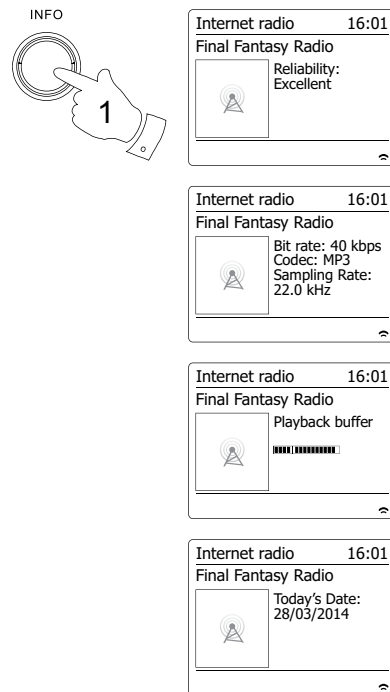 INFO
1
Internet radio 16:01
Final Fantasy Radio
Reliability:
Excellent
Internet radio 16:01
Final Fantasy Radio
Bit rate: 40 kbps
Codec: MP3
Sampling Rate:
22.0 kHz
Internet radio 16:01
Final Fantasy Radio
Playback buffer
Internet radio 16:01
Final Fantasy Radio
Today's Date:
28/03/2014